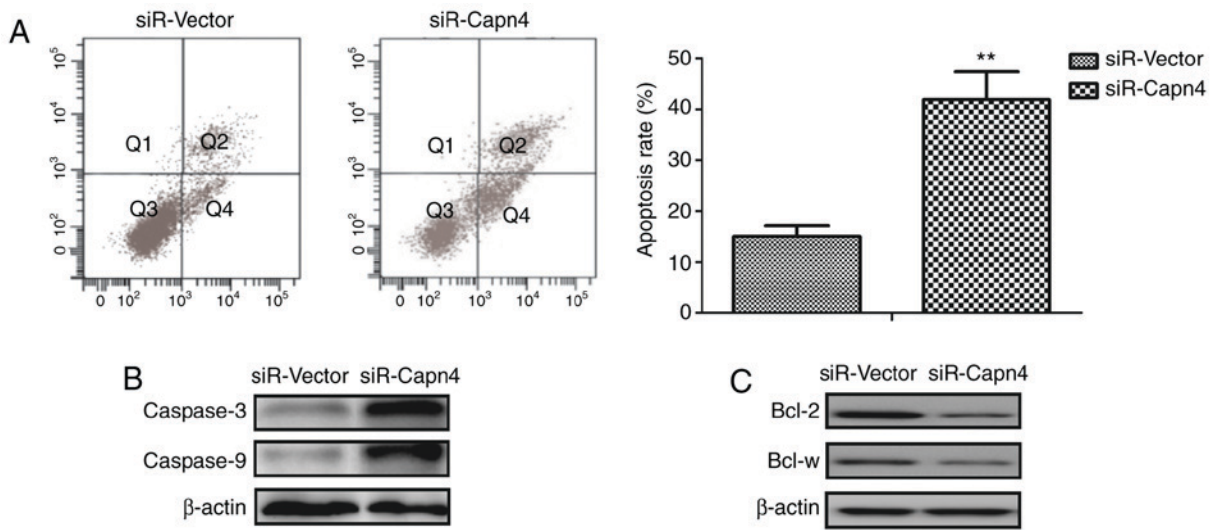 A
siR-Vector
siR-Capn4
10⁵
10⁴
10³
10²
0
Q1
Q2
Q3
Q4
0 10² 10³ 10⁴ 10⁵
10⁵
10⁴
10³
10²
0
Q1
Q2
Q3
Q4
0 10² 10³ 10⁴ 10⁵
Apoptosis rate (%)
50
40
30
20
10
0
**
siR-Vector
siR-Capn4
B
siR-Vector siR-Capn4
Caspase-3
Caspase-9
β-actin
C
siR-Vector siR-Capn4
Bcl-2
Bcl-w
β-actin